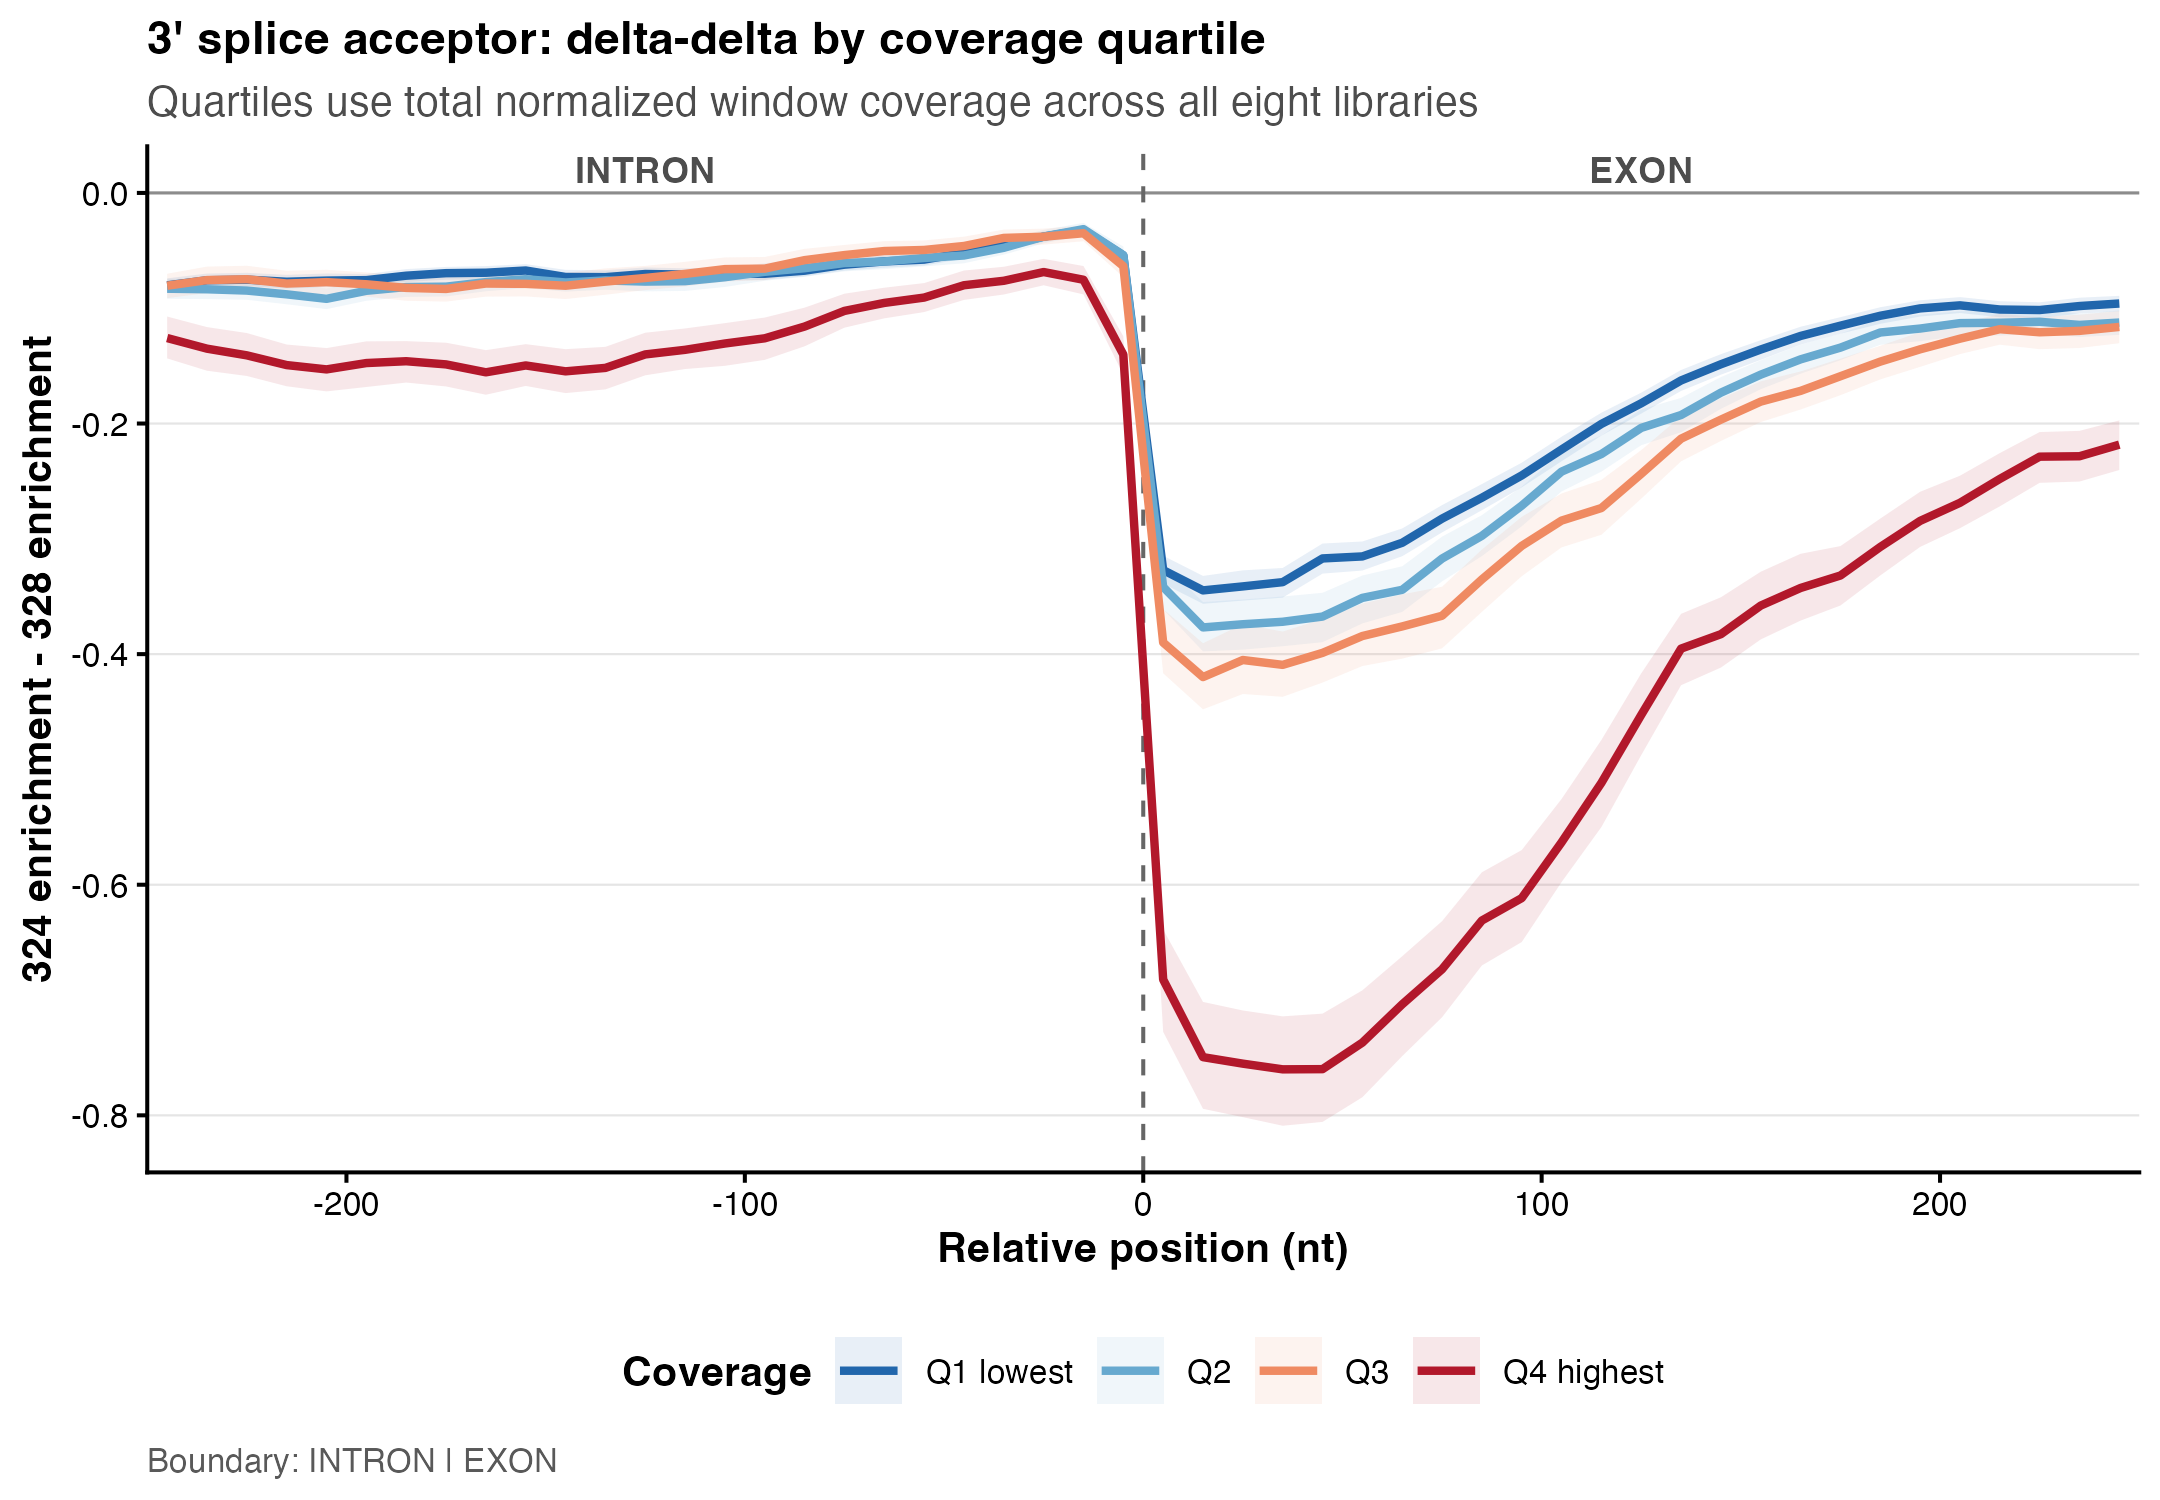 3' splice acceptor: delta-delta by coverage quartile
Quartiles use total normalized window coverage across all eight libraries
INTRON
EXON
324 enrichment - 328 enrichment
0.0
-0.2
-0.4
-0.6
-0.8
-200
-100
0
100
200
Relative position (nt)
Coverage
Q1 lowest
Q2
Q3
Q4 highest
Boundary: INTRON | EXON